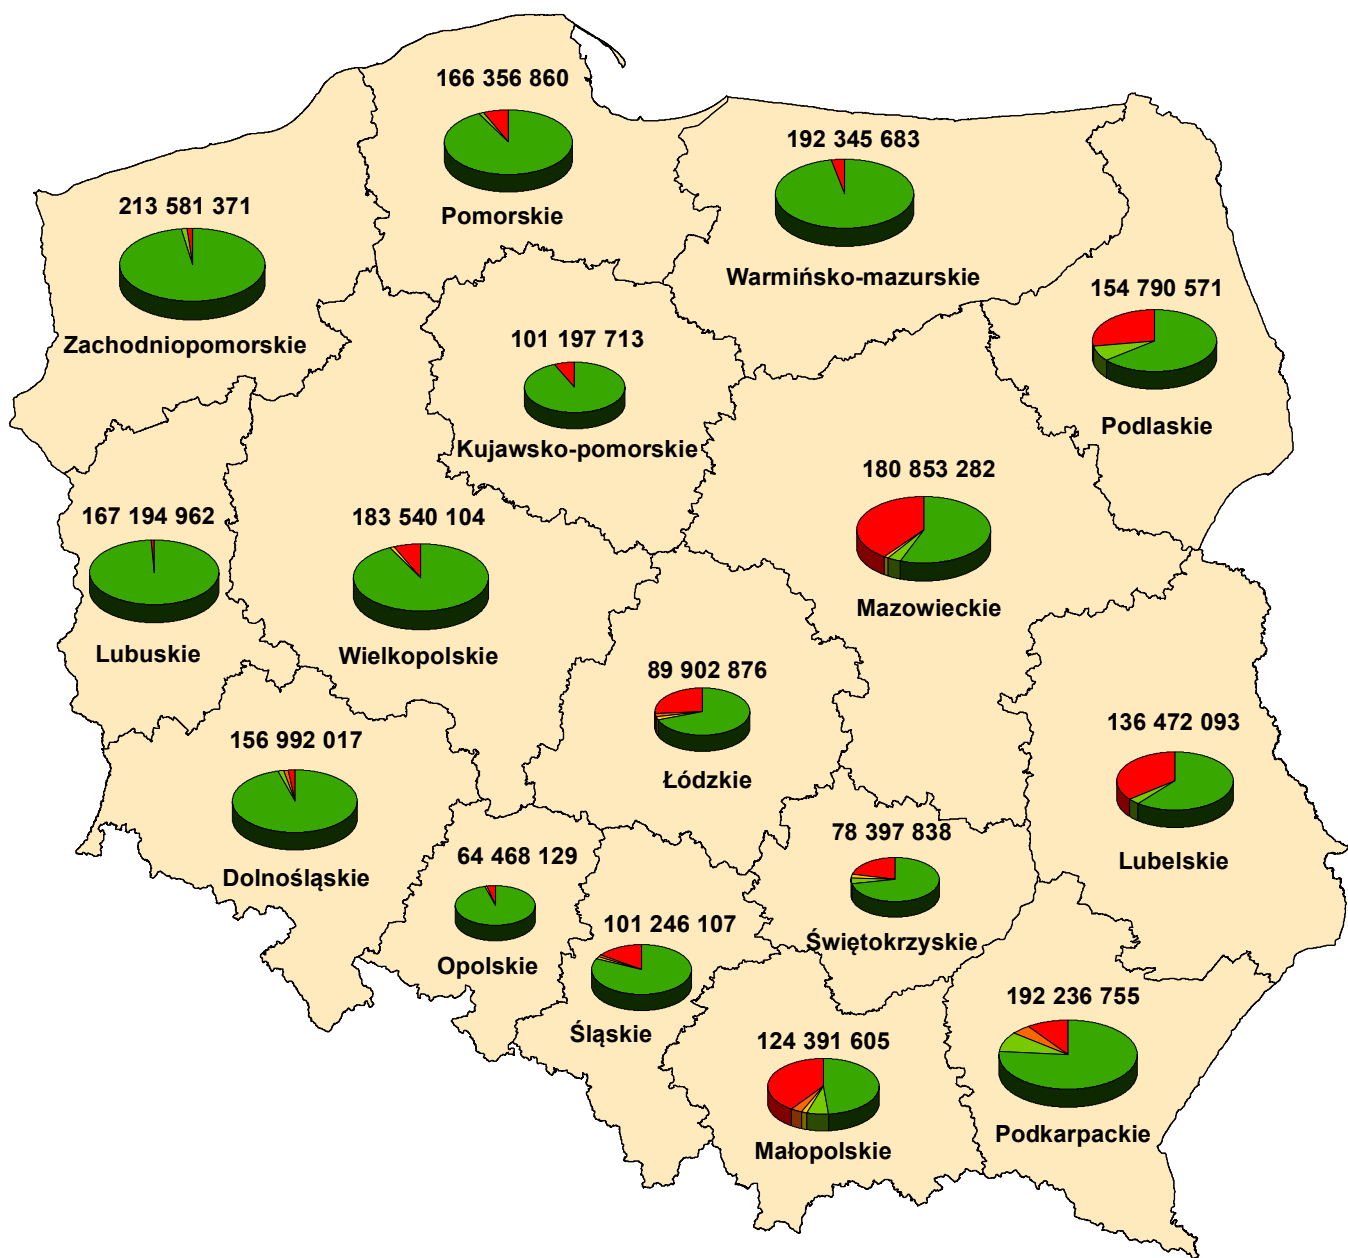 166 356 860
Pomorskie
192 345 683
Warmińsko-mazurskie
213 581 371
Zachodniopomorskie
154 790 571
Podlaskie
101 197 713
Kujawsko-pomorskie
180 853 282
Mazowieckie
167 194 962
Lubuskie
183 540 104
Wielkopolskie
89 902 876
Łódzkie
136 472 093
Lubelskie
156 992 017
Dolnośląskie
64 468 129
Opolskie
78 397 838
Świętokrzyskie
101 246 107
Śląskie
192 236 755
Podkarpackie
124 391 605
Małopolskie